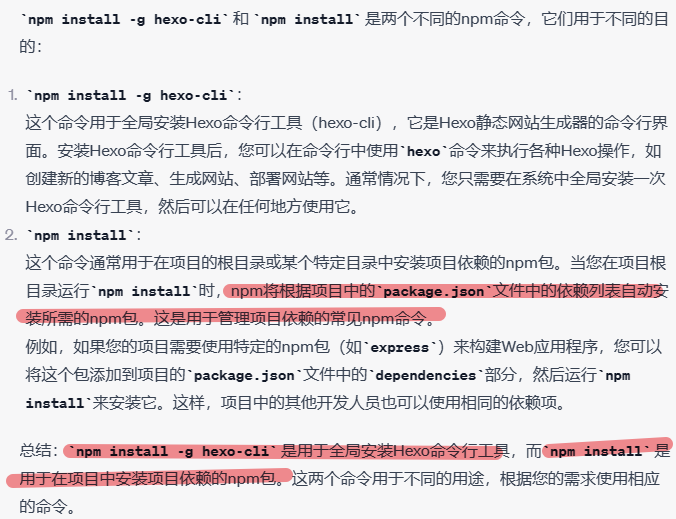 `npm install -g hexo-cli` 和 `npm install` 是两个不同的npm命令，它们用于不同的目
的：
1. `npm install -g hexo-cli`：
这个命令用于全局安装Hexo命令行工具（hexo-cli），它是Hexo静态网站生成器的命令行界
面。安装Hexo命令行工具后，您可以在命令行中使用`hexo`命令来执行各种Hexo操作，如
创建新的博客文章、生成网站、部署网站等。通常情况下，您只需要在系统中全局安装一次
Hexo命令行工具，然后可以在任何地方使用它。
2. `npm install`：
这个命令通常用于在项目的根目录或某个特定目录中安装项目依赖的npm包。当您在项目根
目录运行`npm install`时，npm将根据项目中的`package.json`文件中的依赖列表自动安
装所需的npm包。这是用于管理项目依赖的常见npm命令。
例如，如果您的项目需要使用特定的npm包（如`express`）来构建Web应用程序，您可以
将这个包添加到项目的`package.json`文件中的`dependencies`部分，然后运行`npm
install`来安装它。这样，项目中的其他开发人员也可以使用相同的依赖项。
总结：`npm install -g hexo-cli`是用于全局安装Hexo命令行工具，而`npm install`是
用于在项目中安装项目依赖的npm包。这两个命令用于不同的用途，根据您的需求使用相应
的命令。